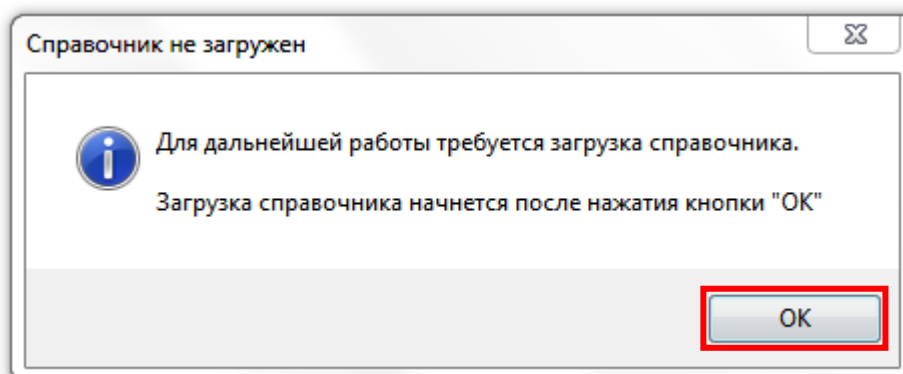 Справочник не загружен
Для дальнейшей работы требуется загрузка справочника.
Загрузка справочника начнется после нажатия кнопки "ОК"
ОК